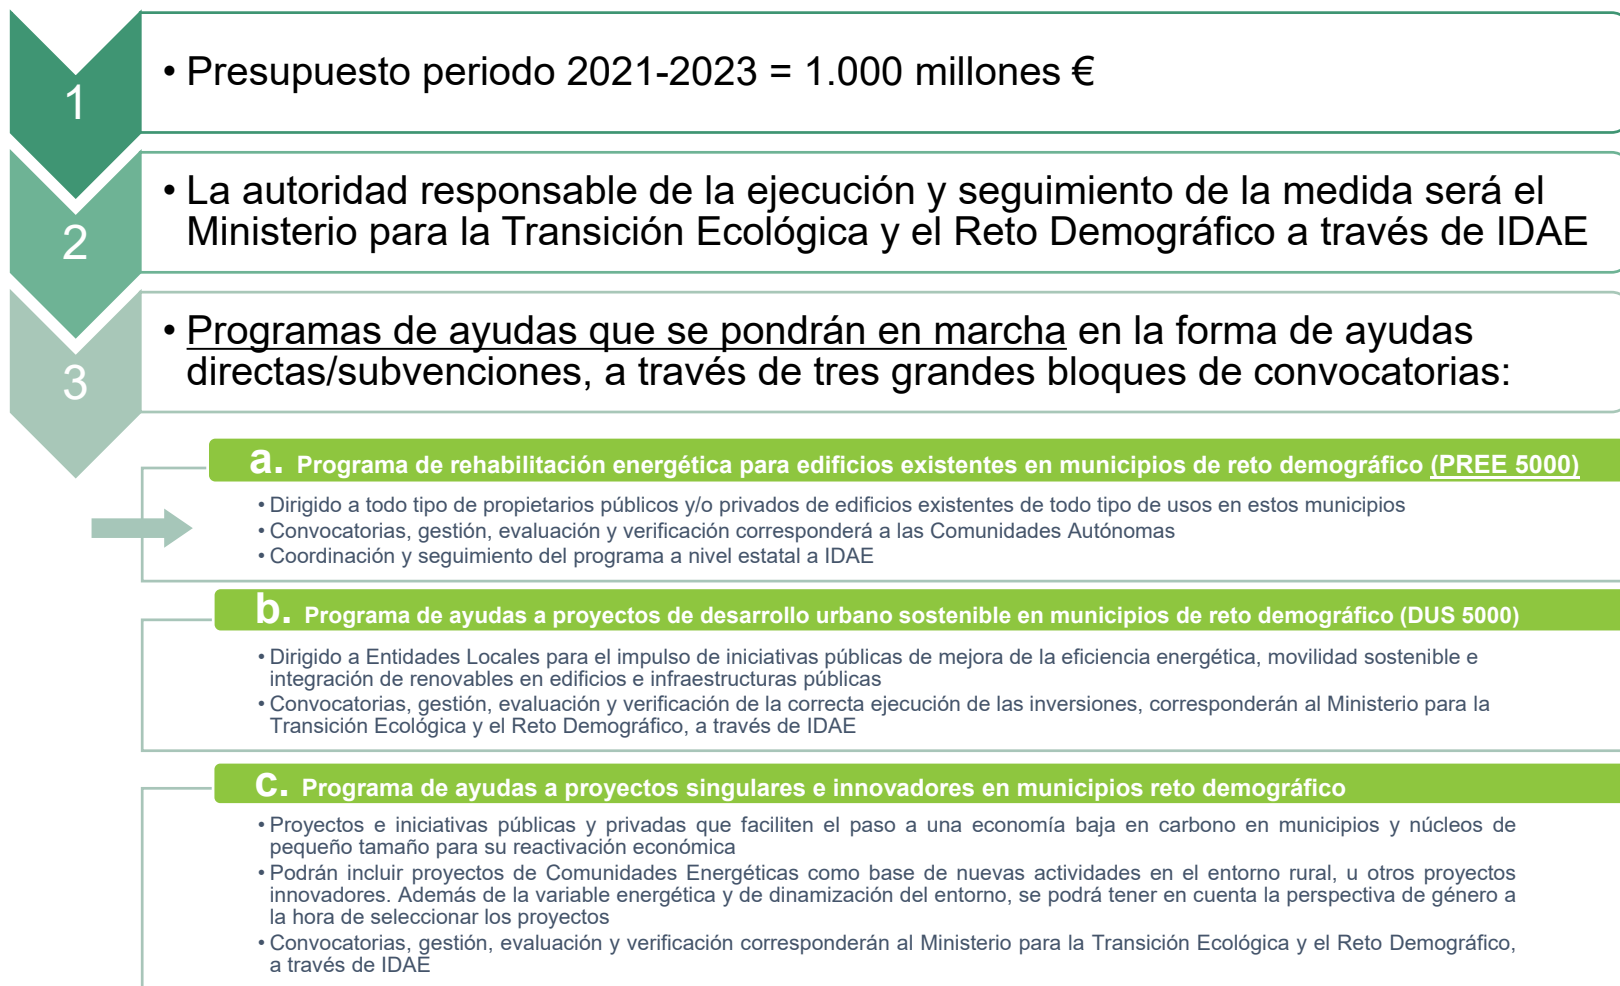 1
• Presupuesto periodo 2021-2023 = 1.000 millones €
2
• La autoridad responsable de la ejecución y seguimiento de la medida será el
Ministerio para la Transición Ecológica y el Reto Demográfico a través de IDAE
3
• Programas de ayudas que se pondrán en marcha en la forma de ayudas
directas/subvenciones, a través de tres grandes bloques de convocatorias:
a. Programa de rehabilitación energética para edificios existentes en municipios de reto demográfico (PREE 5000)
• Dirigido a todo tipo de propietarios públicos y/o privados de edificios existentes de todo tipo de usos en estos municipios
• Convocatorias, gestión, evaluación y verificación corresponderá a las Comunidades Autónomas
• Coordinación y seguimiento del programa a nivel estatal a IDAE
b. Programa de ayudas a proyectos de desarrollo urbano sostenible en municipios de reto demográfico (DUS 5000)
• Dirigido a Entidades Locales para el impulso de iniciativas públicas de mejora de la eficiencia energética, movilidad sostenible e
integración de renovables en edificios e infraestructuras públicas
• Convocatorias, gestión, evaluación y verificación de la correcta ejecución de las inversiones, corresponderán al Ministerio para la
Transición Ecológica y el Reto Demográfico, a través de IDAE
c. Programa de ayudas a proyectos singulares e innovadores en municipios reto demográfico
• Proyectos e iniciativas públicas y privadas que faciliten el paso a una economía baja en carbono en municipios y núcleos de
pequeño tamaño para su reactivación económica
• Podrán incluir proyectos de Comunidades Energéticas como base de nuevas actividades en el entorno rural, u otros proyectos
innovadores. Además de la variable energética y de dinamización del entorno, se podrá tener en cuenta la perspectiva de género a
la hora de seleccionar los proyectos
• Convocatorias, gestión, evaluación y verificación corresponderán al Ministerio para la Transición Ecológica y el Reto Demográfico,
a través de IDAE